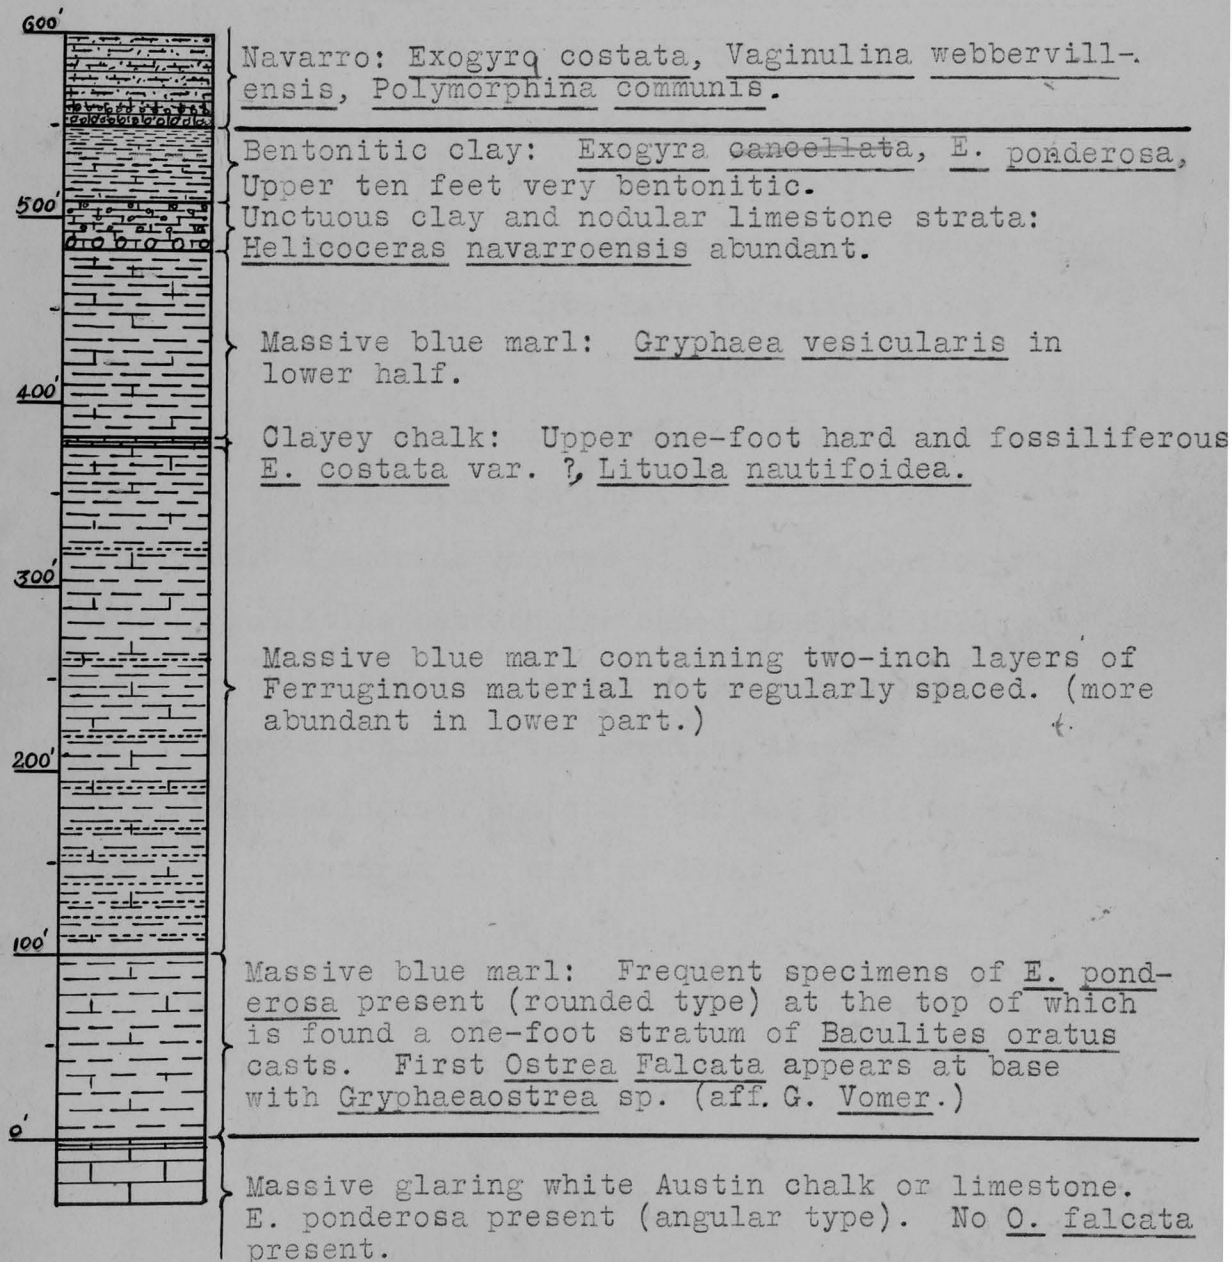 600'
Navarro: Exogyra costata, Vaginulina webbervill-
ensis, Polymorphina communis.
Bentonitic clay: Exogyra cancellata, E. ponderosa,
Upper ten feet very bentonitic.
500'
Unctuous clay and nodular limestone strata:
Helicoceras navarroensis abundant.
Massive blue marl: Gryphaea vesicularis in
lower half.
400'
Clayey chalk: Upper one-foot hard and fossiliferous
E. costata var. ?, Lituola nautifoidea.
300'
Massive blue marl containing two-inch layers of
Ferruginous material not regularly spaced. (more
abundant in lower part.)
200'
100'
Massive blue marl: Frequent specimens of E. pond-
erosa present (rounded type) at the top of which
is found a one-foot stratum of Baculites oratus
casts. First Ostrea Falcata appears at base
with Gryphaeaostrea sp. (aff. G. Vomer.)
0'
Massive glaring white Austin chalk or limestone.
E. ponderosa present (angular type). No O. falcata
present.